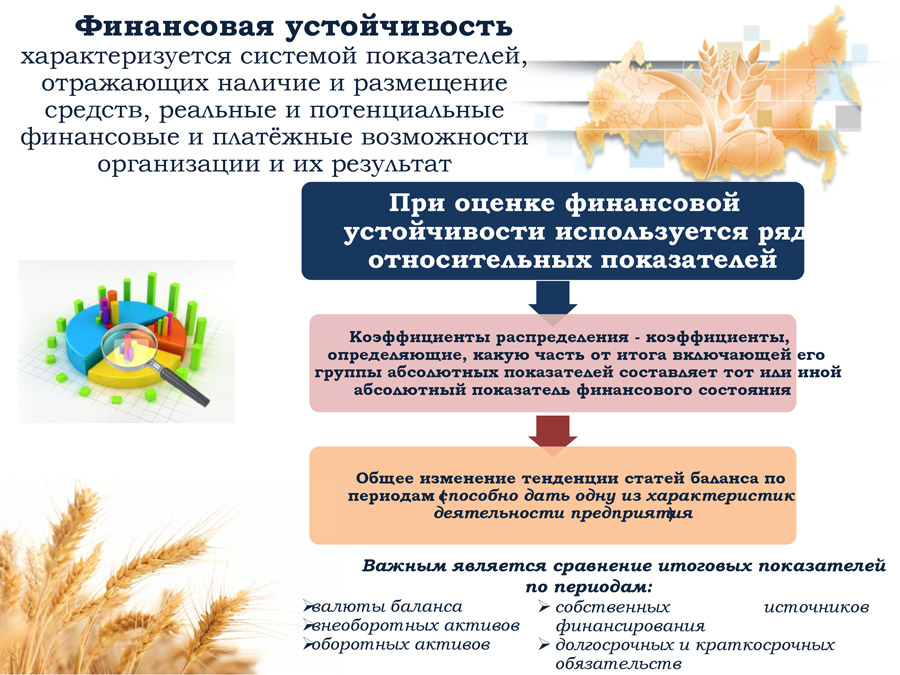 Финансовая устойчивость
характеризуется системой показателей,
отражающих наличие и размещение
средств, реальные и потенциальные
финансовые и платёжные возможности
организации и их результат
При оценке финансовой
устойчивости используется ряд
относительных показателей
Коэффициенты распределения - коэффициенты,
определяющие, какую часть от итога включающей его
группы абсолютных показателей составляет тот или иной
абсолютный показатель финансового состояния
Общее изменение тенденции статей баланса по
периодам (способно дать одну из характеристик
деятельности предприятия)
Важным является сравнение итоговых показателей
по периодам:
➢валюты баланса
➢внеоборотных активов
➢оборотных активов
➢ собственных источников
финансирования
➢ долгосрочных и краткосрочных
обязательств